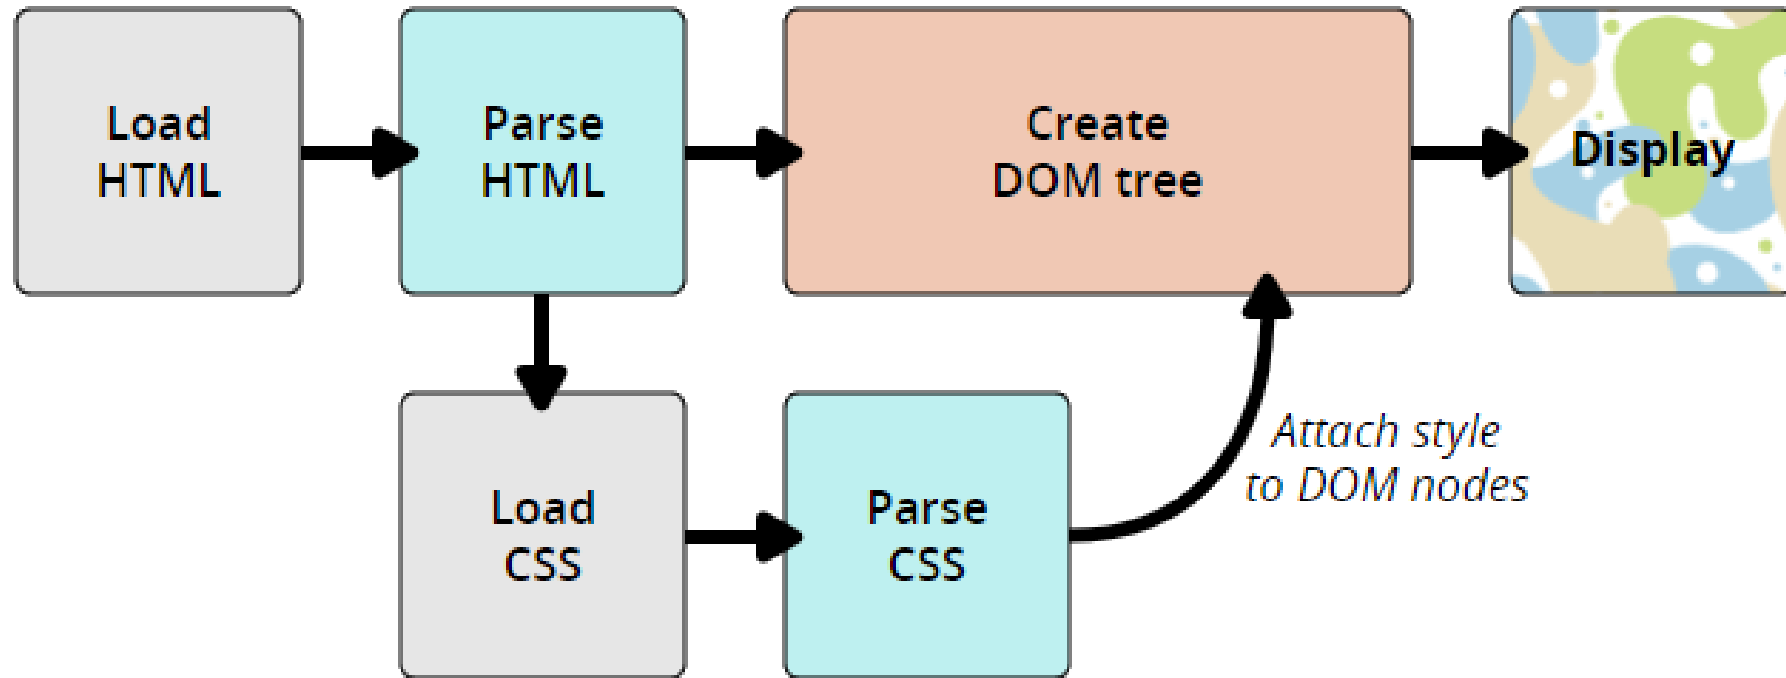 Load
HTML
Parse
HTML
Create
DOM tree
Display
Load
CSS
Parse
CSS
Attach style
to DOM nodes